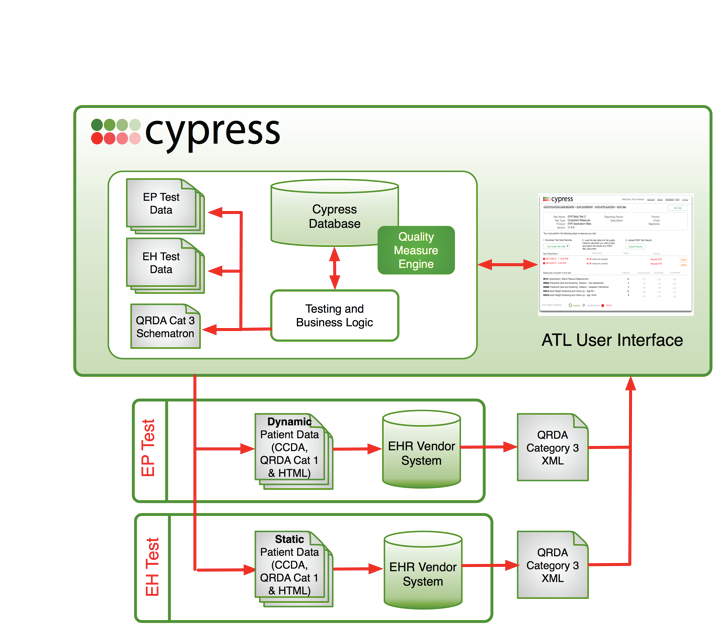 cypress
EP Test
Data
EH Test
Data
QRDA Cat 3
Schematron
Cypress
Database
Quality
Measure
Engine
Testing and
Business Logic
cypress
ATL User Interface
EP Test
Dynamic
Patient Data
(CCDA,
QRDA Cat 1
& HTML)
EHR Vendor
System
QRDA
Category 3
XML
EH Test
Static
Patient Data
(CCDA,
QRDA Cat 1
& HTML)
EHR Vendor
System
QRDA
Category 3
XML